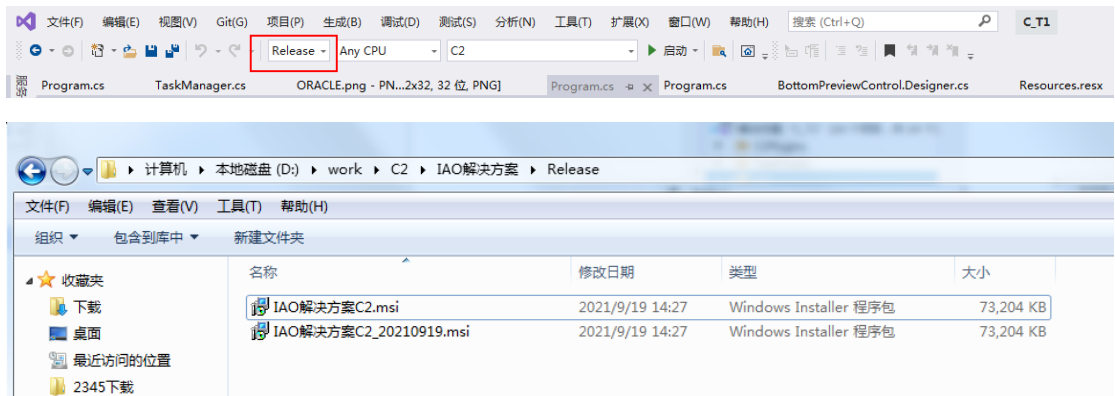 文件(F) 编辑(E) 视图(V) Git(G) 项目(P) 生成(B) 调试(D) 测试(S) 分析(N) 工具(T) 扩展(X) 窗口(W) 帮助(H) 搜索 (Ctrl+Q) C_T1
Release Any CPU C2 启动
Program.cs TaskManager.cs ORACLE.png - PN...2x32, 32 位, PNG] Program.cs Program.cs BottomPreviewControl.Designer.cs Resources.resx
计算机 本地磁盘 (D:) work C2 IAO解决方案 Release
文件(F) 编辑(E) 查看(V) 工具(T) 帮助(H)
组织 包含到库中 新建文件夹
名称 修改日期 类型 大小
收藏夹
IAO解决方案C2.msi 2021/9/19 14:27 Windows Installer 程序包 73,204 KB
下载
IAO解决方案C2_20210919.msi 2021/9/19 14:27 Windows Installer 程序包 73,204 KB
桌面
最近访问的位置
2345下载